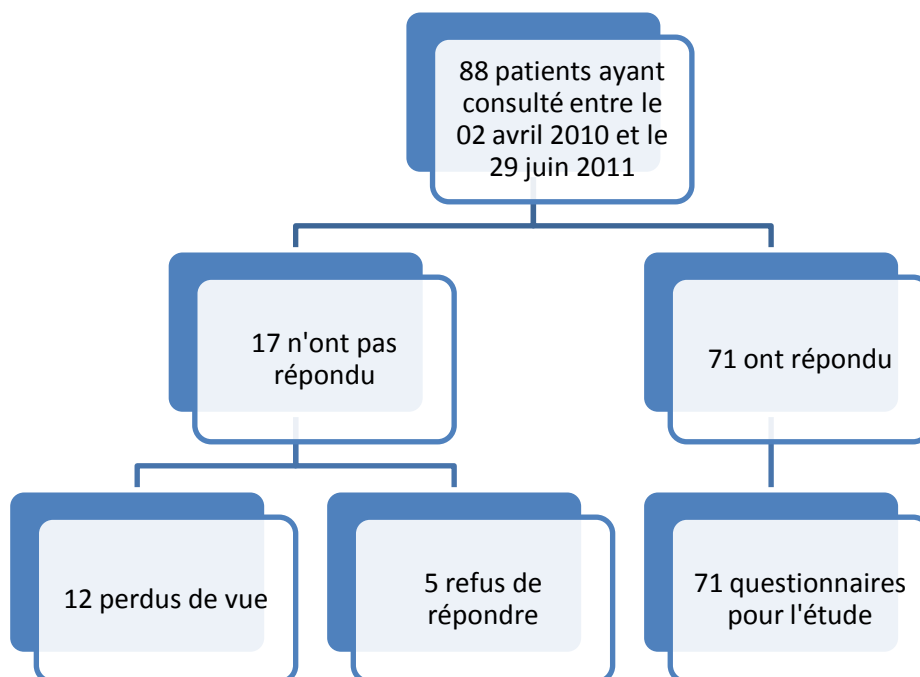 88 patients ayant
consulté entre le
02 avril 2010 et le
29 juin 2011
17 n'ont pas
répondu
71 ont répondu
12 perdus de vue
5 refus de
répondre
71 questionnaires
pour l'étude